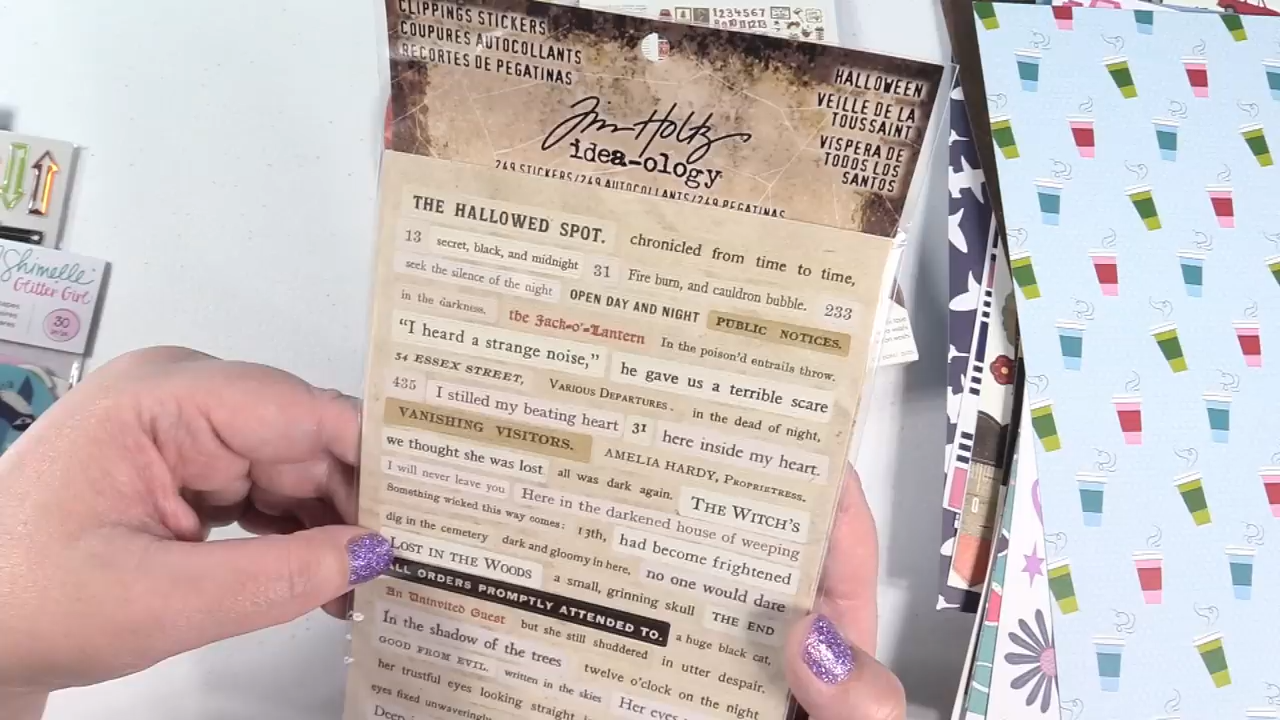 CLIPPINGS STICKERS
COUPURES AUTOCOLLANTS
RECORTES DE PEGATINAS
HALLOWEEN
VEILLE DE LA
TOUSSAINT
VÍSPERA DE
TODOS LOS
SANTOS
Tim Holtz
idea-ology
249 STICKERS/249 AUTOCOLLANTS/249 PEGATINAS
THE HALLOWED SPOT. chronicled from time to time,
13 secret, black, and midnight 31 Fire burn, and cauldron bubble. 233
seek the silence of the night OPEN DAY AND NIGHT PUBLIC NOTICES.
in the darkness. the Jack-o'-Lantern In the poison'd entrails throw.
“I heard a strange noise,” he gave us a terrible scare
54 ESSEX STREET, VARIOUS DEPARTURES. in the dead of night,
435 I stilled my beating heart 31 here inside my heart.
VANISHING VISITORS. AMELIA HARDY, PROPRIETRESS.
we thought she was lost all was dark again. THE WITCH'S
I will never leave you Here in the darkened house of weeping
Something wicked this way comes: 13th, had become frightened
dig in the cemetery dark and gloomy in here, no one would dare
LOST IN THE WOODS a small, grinning skull THE END
ALL ORDERS PROMPTLY ATTENDED TO. a huge black cat,
An Uninvited Guest but she still shuddered in utter despair.
In the shadow of the trees twelve o'clock on the night
GOOD FROM EVIL. written in the skies Her eyes
her trustful eyes looking straight
eyes fixed unwaveringly
Shimelle
Glitter Girl
30
1234567